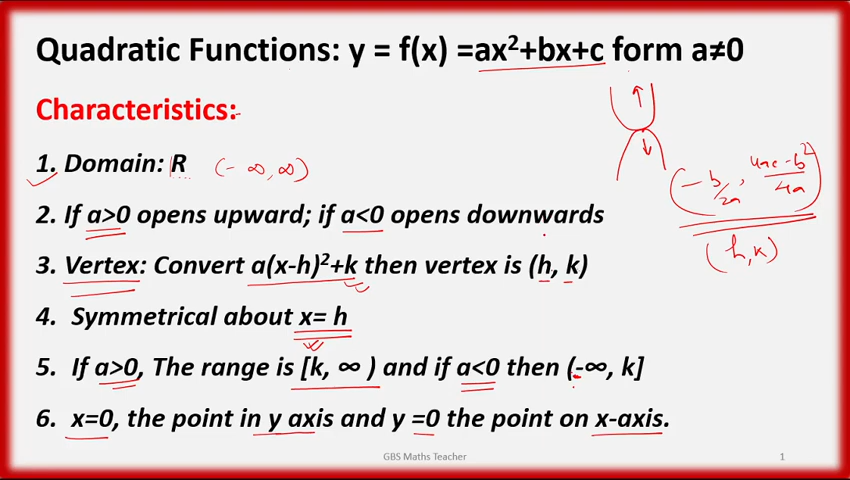 Quadratic Functions: y = f(x) =ax²+bx+c form a≠0
Characteristics:
1. Domain: R (-∞,∞)
2. If a>0 opens upward; if a<0 opens downwards
3. Vertex: Convert a(x-h)²+k then vertex is (h, k)
4. Symmetrical about x= h
5. If a>0, The range is [k, ∞ ) and if a<0 then (-∞, k]
6. x=0, the point in y axis and y =0 the point on x-axis.
(-b/2a, 4ac-b²/4a)
(h,k)
GBS Maths Teacher
1